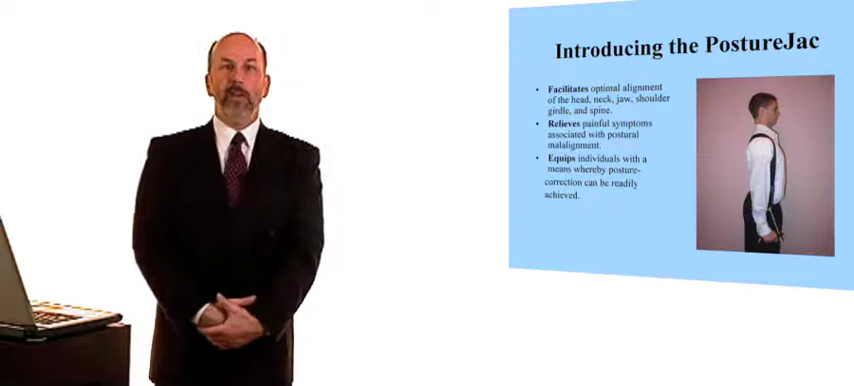 Introducing the PostureJac
• Facilitates optimal alignment
of the head, neck, jaw, shoulder
girdle, and spine.
• Relieves painful symptoms
associated with postural
malalignment.
• Equips individuals with a
means whereby posture-
correction can be readily
achieved.